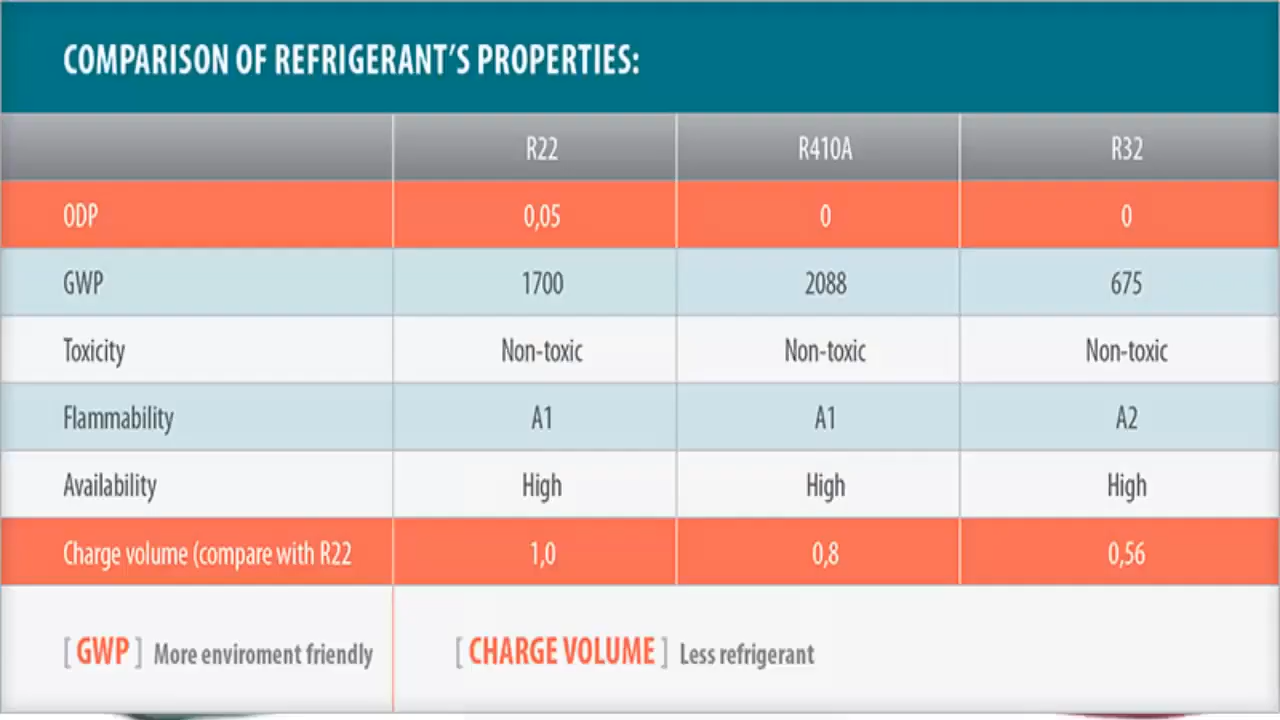 COMPARISON OF REFRIGERANT'S PROPERTIES:
R22 R410A R32
ODP 0,05 0 0
GWP 1700 2088 675
Toxicity Non-toxic Non-toxic Non-toxic
Flammability A1 A1 A2
Availability High High High
Charge volume (compare with R22 1,0 0,8 0,56
[ GWP ] More enviroment friendly [ CHARGE VOLUME ] Less refrigerant